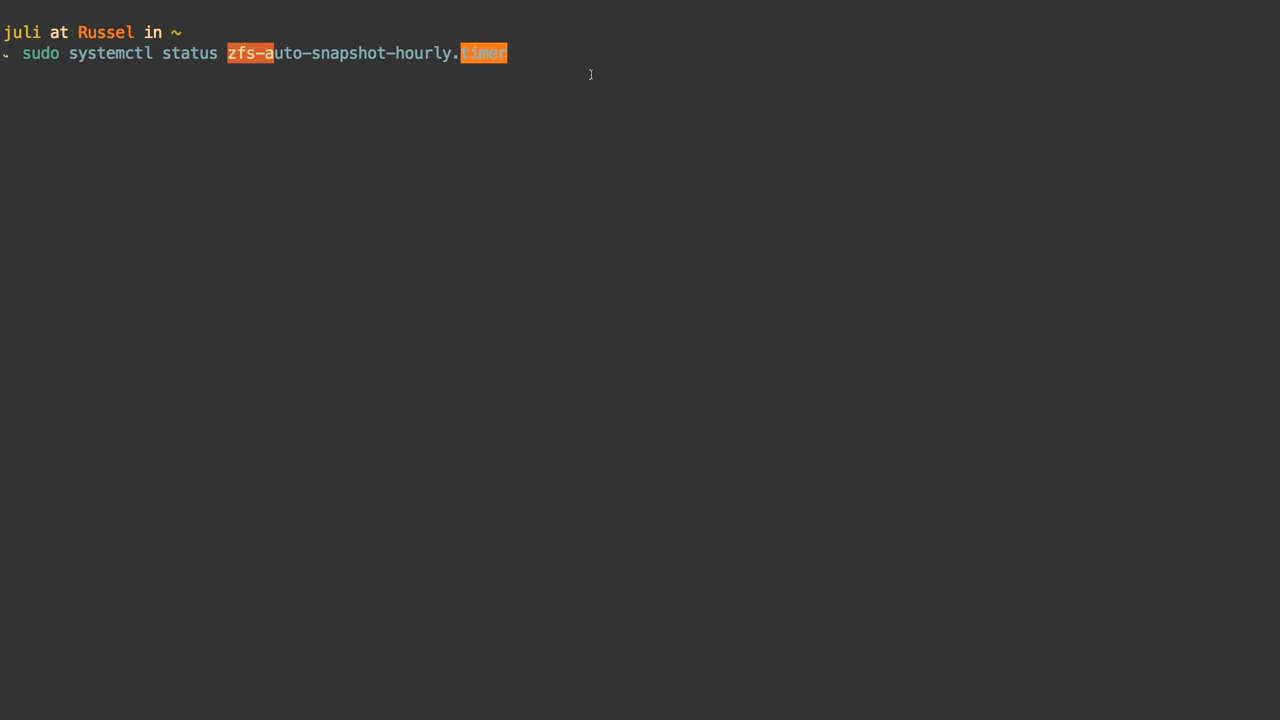 juli at Russel in ~
sudo systemctl status zfs-auto-snapshot-hourly.timer